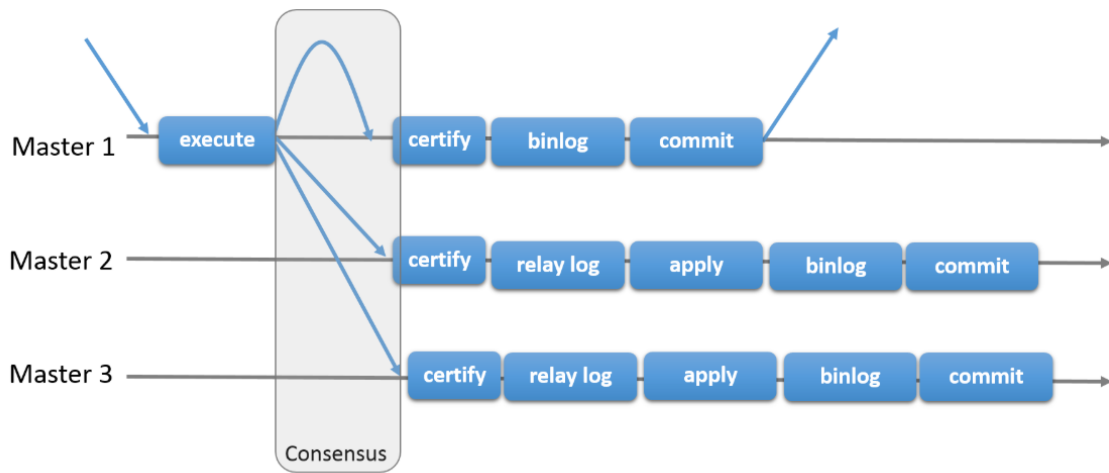 Master 1 execute certify binlog commit
Master 2 certify relay log apply binlog commit
Master 3 certify relay log apply binlog commit
Consensus